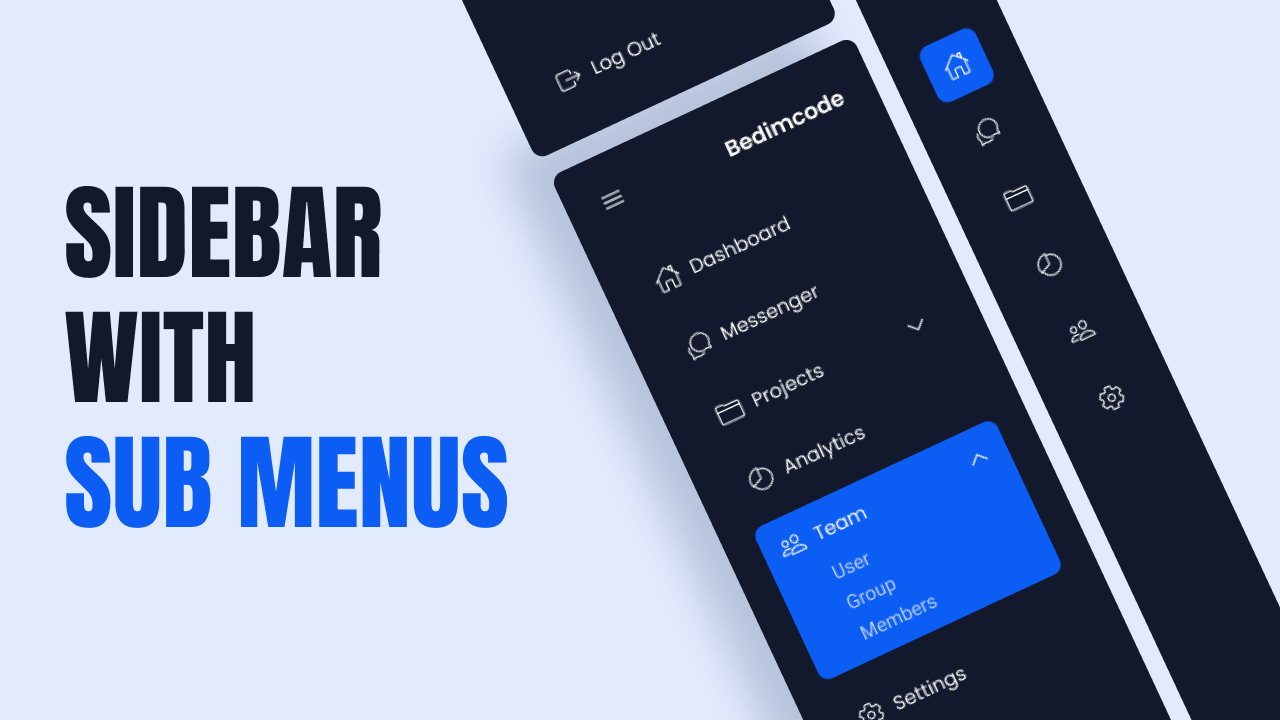 SIDEBAR
WITH
SUB MENUS
Log Out
Bedimcode
Dashboard
Messenger
Projects
Analytics
Team
User
Group
Members
Settings